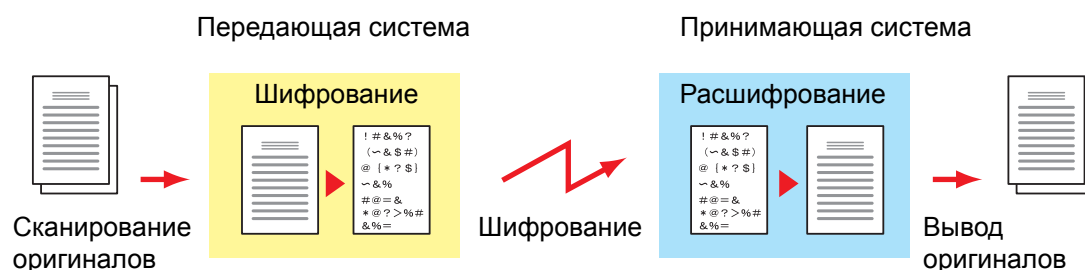 Передающая система
Принимающая система
Шифрование
Расшифрование
!#&%?
(~&$#)
@{*?$}
~&%
#@=&
*@?>%#
&%=
!#&%?
(~&$#)
@{*?$}
~&%
#@=&
*@?>%#
&%=
Сканирование
оригиналов
Шифрование
Вывод
оригиналов